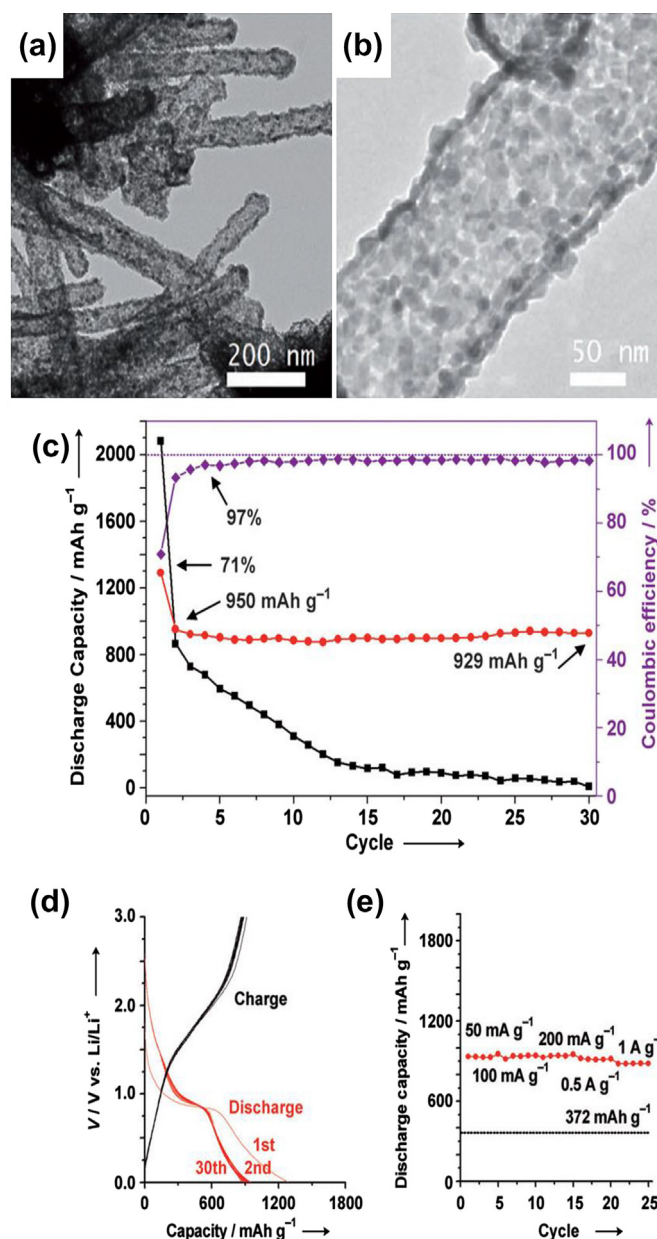 (a)
200 nm
(b)
50 nm
(c)
Discharge Capacity / mAh g⁻¹
2000
1600
1200
800
400
0
97%
71%
950 mAh g⁻¹
929 mAh g⁻¹
100
80
60
40
20
0
Coulombic efficiency / %
0 5 10 15 20 25 30
Cycle
(d)
V / V vs. Li/Li⁺
3.0
2.0
1.0
0.0
Charge
Discharge
1st
30th 2nd
0 600 1200 1800
Capacity / mAh g⁻¹
(e)
Discharge capacity / mAh g⁻¹
1800
1200
600
0
50 mA g⁻¹
200 mA g⁻¹
1 A g⁻¹
100 mA g⁻¹
0.5 A g⁻¹
372 mAh g⁻¹
0 5 10 15 20 25
Cycle